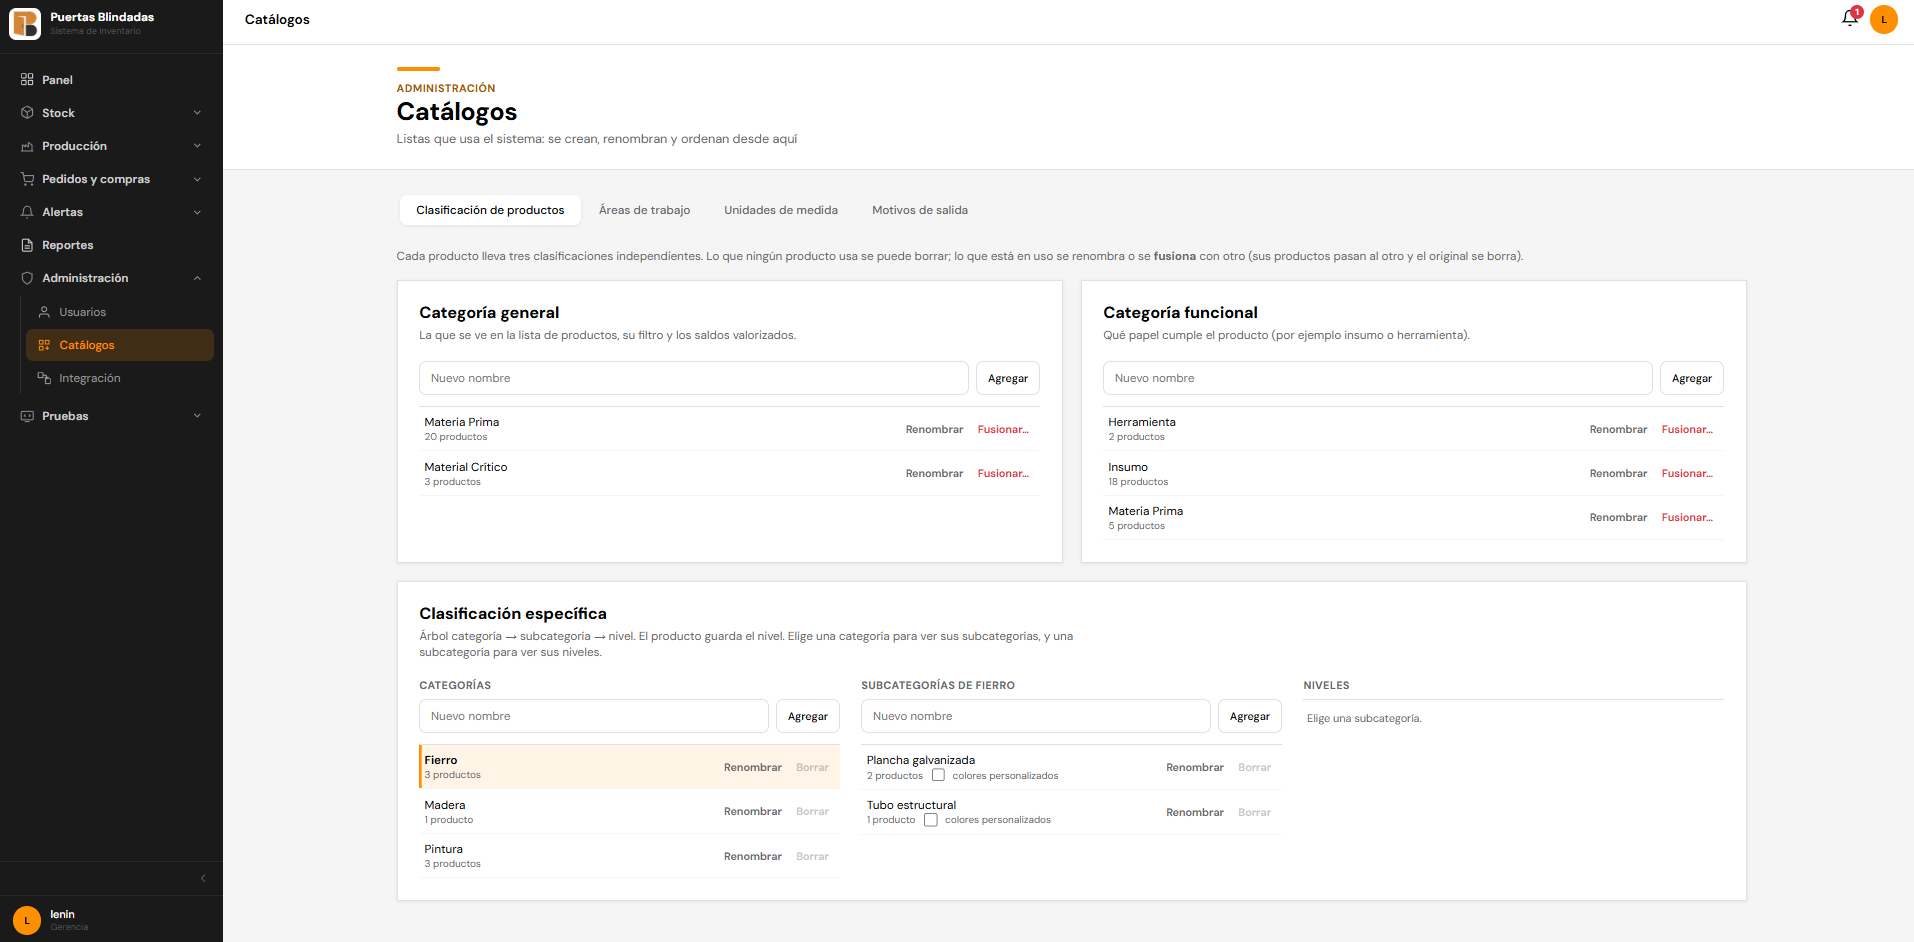 Puertas Blindadas
Sistema de Inventario
Catálogos
1
L
Panel
Stock
Producción
Pedidos y compras
Alertas
Reportes
Administración
Usuarios
Catálogos
Integración
Pruebas
L
lenin
Gerencia
ADMINISTRACIÓN
Catálogos
Listas que usa el sistema: se crean, renombran y ordenan desde aquí
Clasificación de productos
Áreas de trabajo
Unidades de medida
Motivos de salida
Cada producto lleva tres clasificaciones independientes. Lo que ningún producto usa se puede borrar; lo que está en uso se renombra o se fusiona con otro (sus productos pasan al otro y el original se borra).
Categoría general
La que se ve en la lista de productos, su filtro y los saldos valorizados.
Nuevo nombre
Agregar
Materia Prima
20 productos
Renombrar
Fusionar...
Material Critico
3 productos
Renombrar
Fusionar...
Categoría funcional
Qué papel cumple el producto (por ejemplo insumo o herramienta).
Nuevo nombre
Agregar
Herramienta
2 productos
Renombrar
Fusionar...
Insumo
18 productos
Renombrar
Fusionar...
Materia Prima
5 productos
Renombrar
Fusionar...
Clasificación específica
Árbol categoría → subcategoría → nivel. El producto guarda el nivel. Elige una categoría para ver sus subcategorías, y una
subcategoría para ver sus niveles.
CATEGORÍAS
Nuevo nombre
Agregar
Fierro
3 productos
Renombrar
Borrar
Madera
1 producto
Renombrar
Borrar
Pintura
3 productos
Renombrar
Borrar
SUBCATEGORÍAS DE FIERRO
Nuevo nombre
Agregar
Plancha galvanizada
2 productos
colores personalizados
Renombrar
Borrar
Tubo estructural
1 producto
colores personalizados
Renombrar
Borrar
NIVELES
Elige una subcategoría.